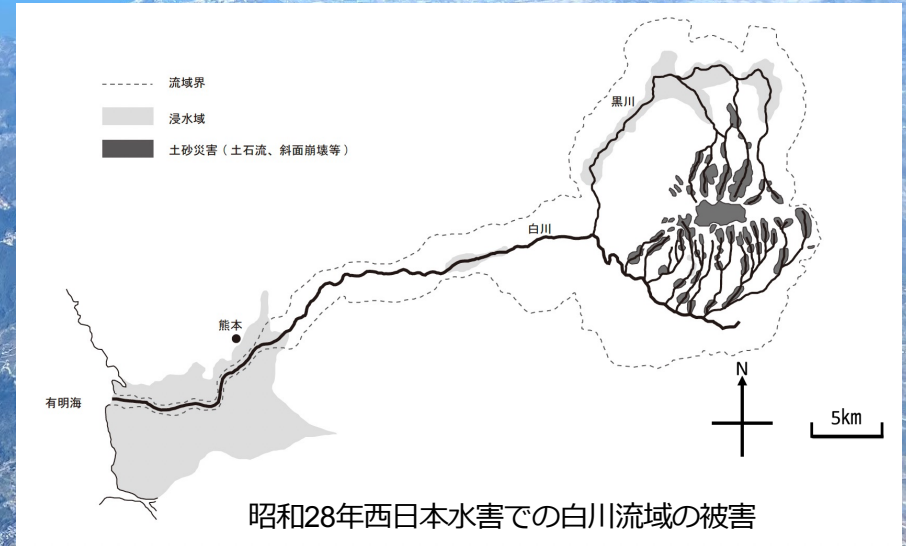 流域界
浸水域
土砂災害（土石流、斜面崩壊等）
黒川
白川
熊本
有明海
N
5km
昭和28年西日本水害での白川流域の被害